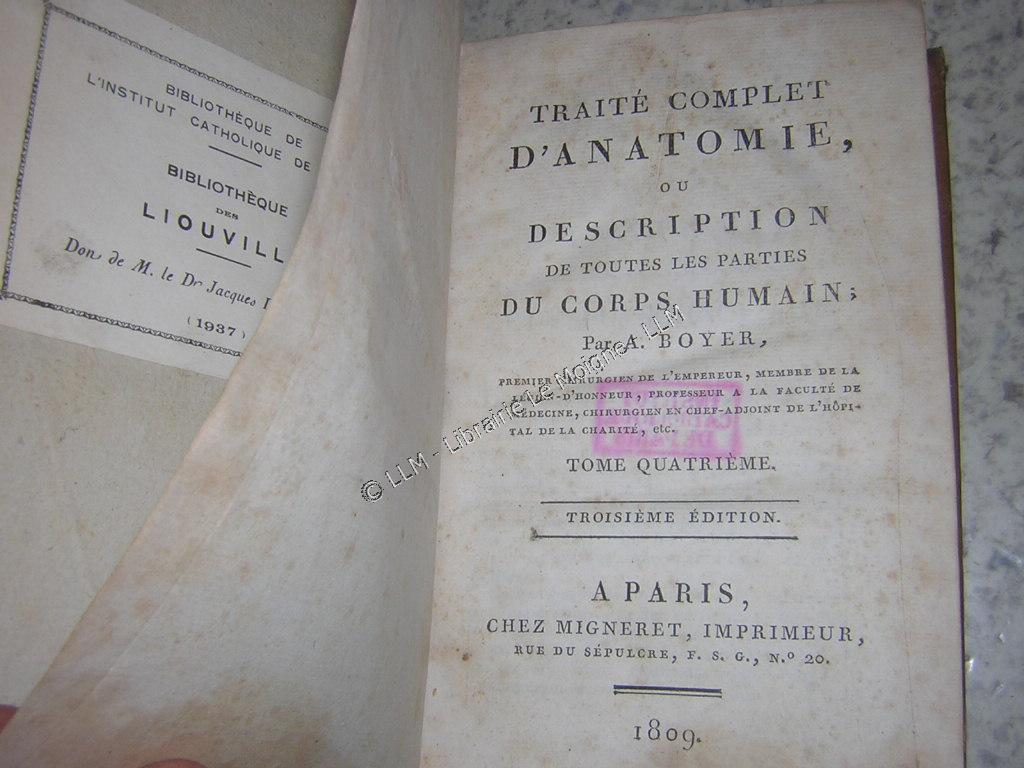 BIBLIOTHÈQUE DE
L'INSTITUT CATHOLIQUE DE
BIBLIOTHÈQUE
DES
LIOUVILL
Don de M. le Dr Jacques
(1937)
TRAITÉ COMPLET
D'ANATOMIE,
OU
DESCRIPTION
DE TOUTES LES PARTIES
DU CORPS HUMAIN;
Par A. BOYER,
PREMIER CHIRURGIEN DE L'EMPEREUR, MEMBRE DE LA
LÉGION-D'HONNEUR, PROFESSEUR A LA FACULTÉ DE
MÉDECINE, CHIRURGIEN EN CHEF-ADJOINT DE L'HÔPI-
TAL DE LA CHARITÉ, etc.
TOME QUATRIÈME.
TROISIÈME ÉDITION.
A PARIS,
CHEZ MIGNERET, IMPRIMEUR,
RUE DU SÉPULCRE, F. S. G., N.º 20.
1809.
© LLM - Librairie Le Moigne - LLM